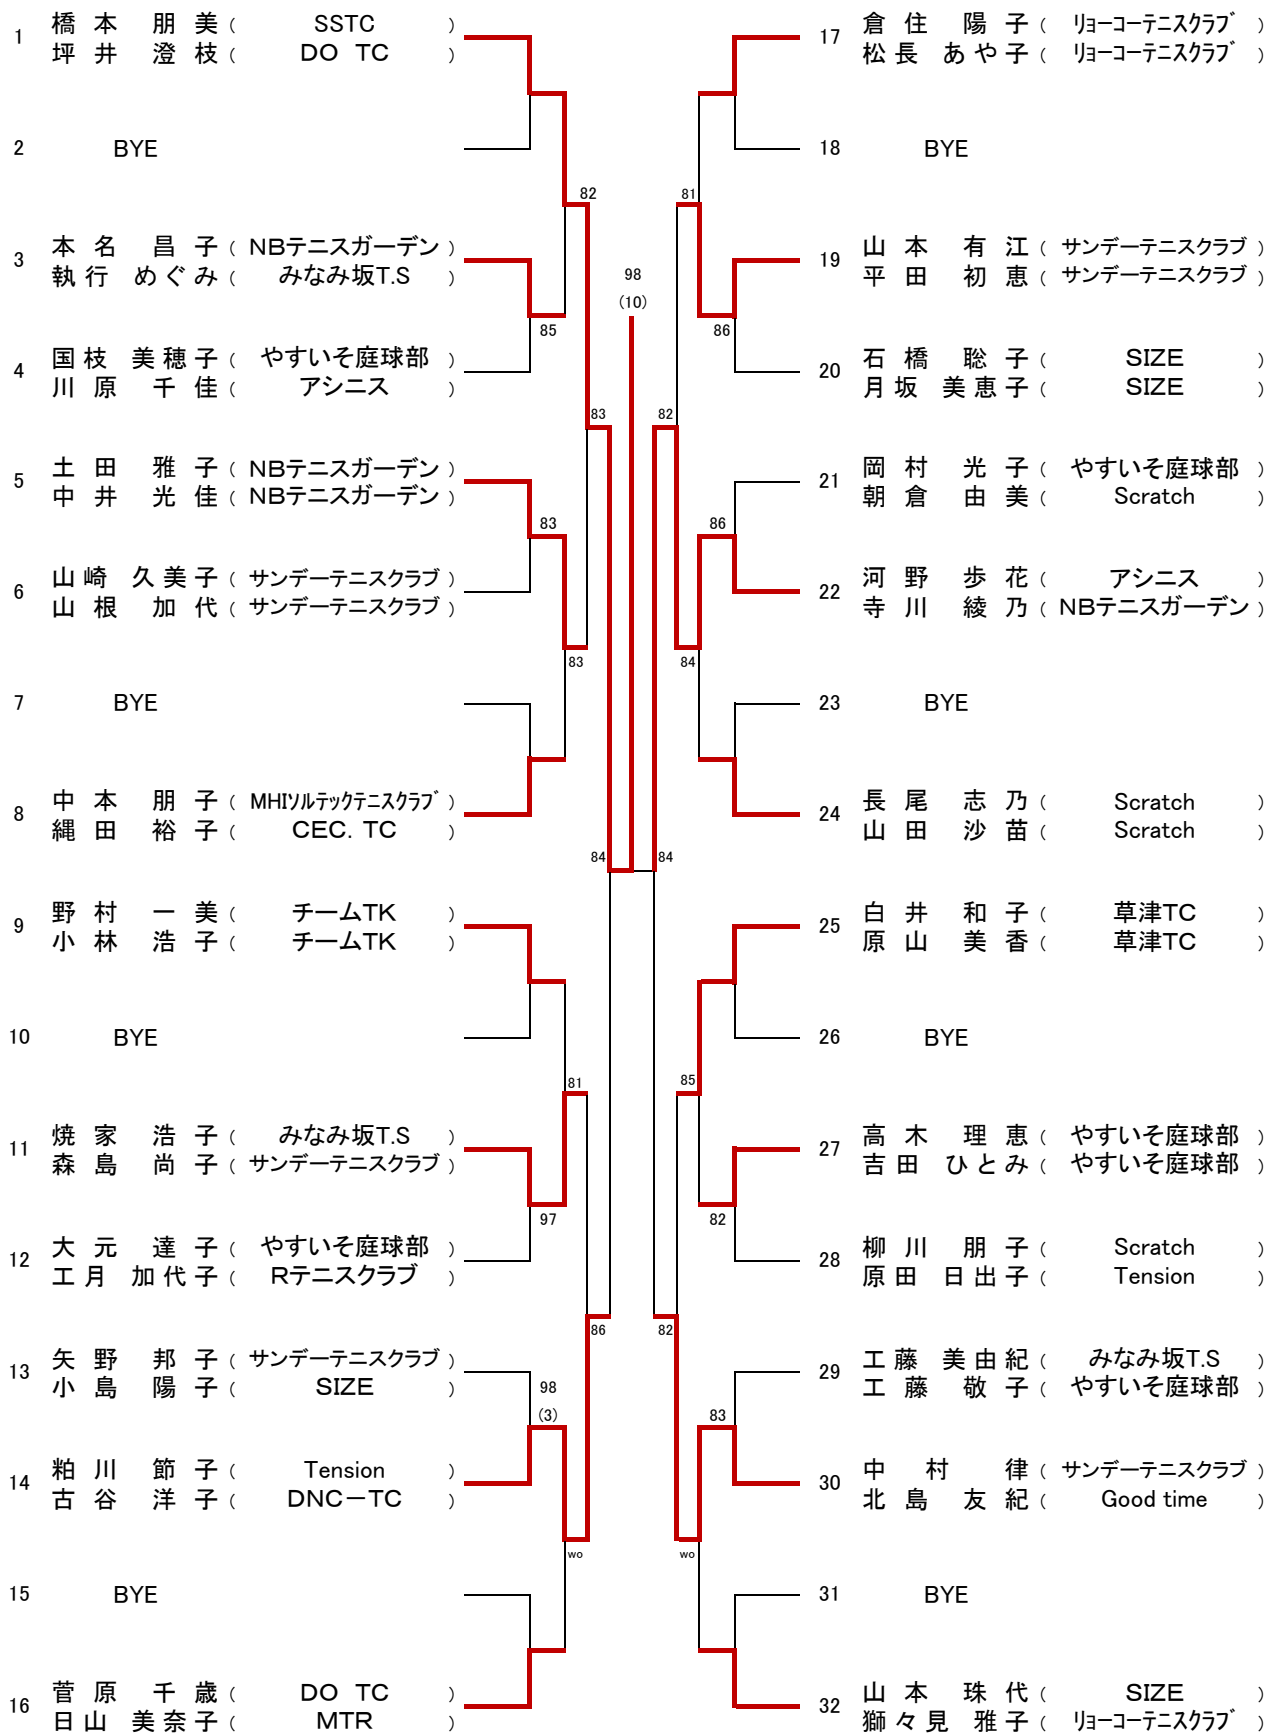 1 橋本 朋美 ( SSTC )
坪井 澄枝 ( DO TC )
2 BYE
82
3 本名 昌子 ( NBテニスガーデン )
執行 めぐみ ( みなみ坂T.S )
85
4 国枝 美穂子 ( やすいそ庭球部 )
川原 千佳 ( アシニス )
83
5 土田 雅子 ( NBテニスガーデン )
中井 光佳 ( NBテニスガーデン )
83
6 山崎 久美子 ( サンデーテニスクラブ )
山根 加代 ( サンデーテニスクラブ )
83
7 BYE
8 中本 朋子 ( MHIソルテックテニスクラブ )
縄田 裕子 ( CEC. TC )
84
9 野村 一美 ( チームTK )
小林 浩子 ( チームTK )
10 BYE
81
11 焼家 浩子 ( みなみ坂T.S )
森島 尚子 ( サンデーテニスクラブ )
97
12 大元 達子 ( やすいそ庭球部 )
工月 加代子 ( Rテニスクラブ )
86
13 矢野 邦子 ( サンデーテニスクラブ )
小島 陽子 ( SIZE )
98
(3)
14 粕川 節子 ( Tension )
古谷 洋子 ( DNC-TC )
wo
15 BYE
16 菅原 千歳 ( DO TC )
日山 美奈子 ( MTR )
98
(10)
17 倉住 陽子 ( リョーコーテニスクラブ )
松長 あや子 ( リョーコーテニスクラブ )
18 BYE
81
19 山本 有江 ( サンデーテニスクラブ )
平田 初恵 ( サンデーテニスクラブ )
86
20 石橋 聡子 ( SIZE )
月坂 美恵子 ( SIZE )
82
21 岡村 光子 ( やすいそ庭球部 )
朝倉 由美 ( Scratch )
86
22 河野 歩花 ( アシニス )
寺川 綾乃 ( NBテニスガーデン )
84
23 BYE
24 長尾 志乃 ( Scratch )
山田 沙苗 ( Scratch )
84
25 白井 和子 ( 草津TC )
原山 美香 ( 草津TC )
26 BYE
85
27 高木 理恵 ( やすいそ庭球部 )
吉田 ひとみ ( やすいそ庭球部 )
82
28 柳川 朋子 ( Scratch )
原田 日出子 ( Tension )
82
29 工藤 美由紀 ( みなみ坂T.S )
工藤 敬子 ( やすいそ庭球部 )
83
30 中村 律 ( サンデーテニスクラブ )
北島 友紀 ( Good time )
wo
31 BYE
32 山本 珠代 ( SIZE )
獅々見 雅子 ( リョーコーテニスクラブ )